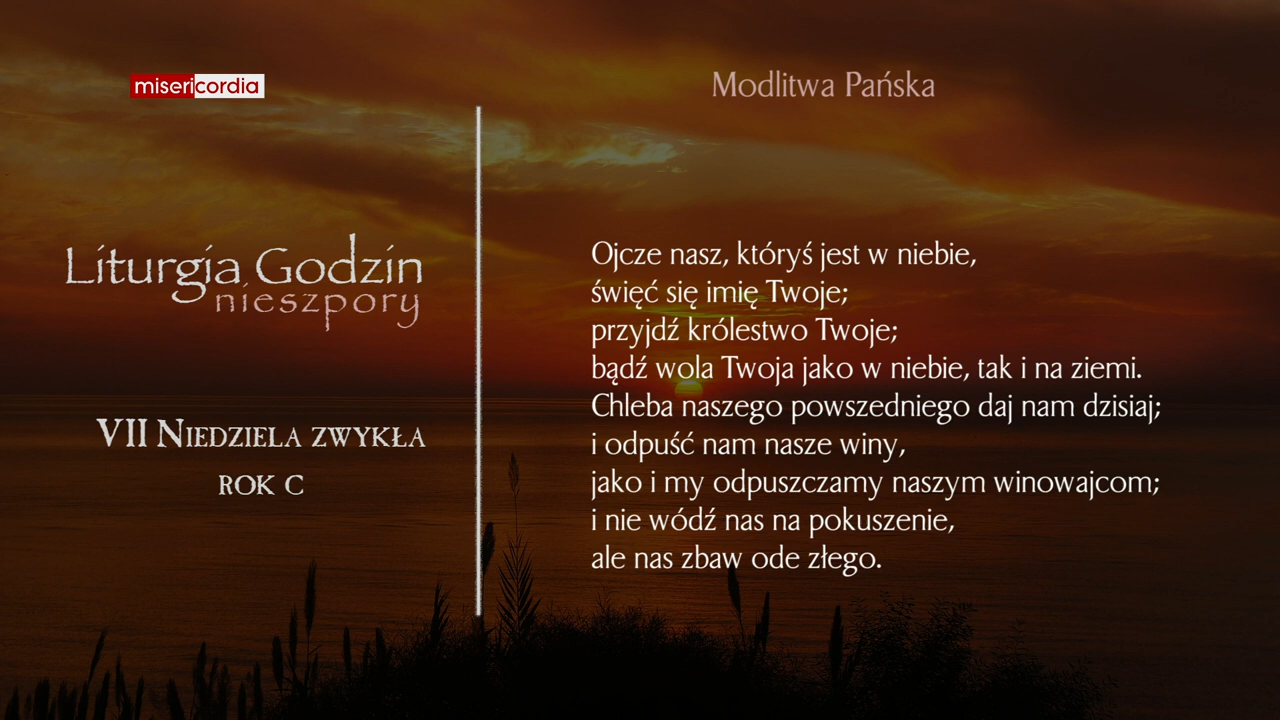 misericordia
Liturgia Godzin
nieszpory
VII Niedziela zwykła
rok C
Modlitwa Pańska
Ojcze nasz, któryś jest w niebie,
święć się imię Twoje;
przyjdź królestwo Twoje;
bądź wola Twoja jako w niebie, tak i na ziemi.
Chleba naszego powszedniego daj nam dzisiaj;
i odpuść nam nasze winy,
jako i my odpuszczamy naszym winowajcom;
i nie wódź nas na pokuszenie,
ale nas zbaw ode złego.